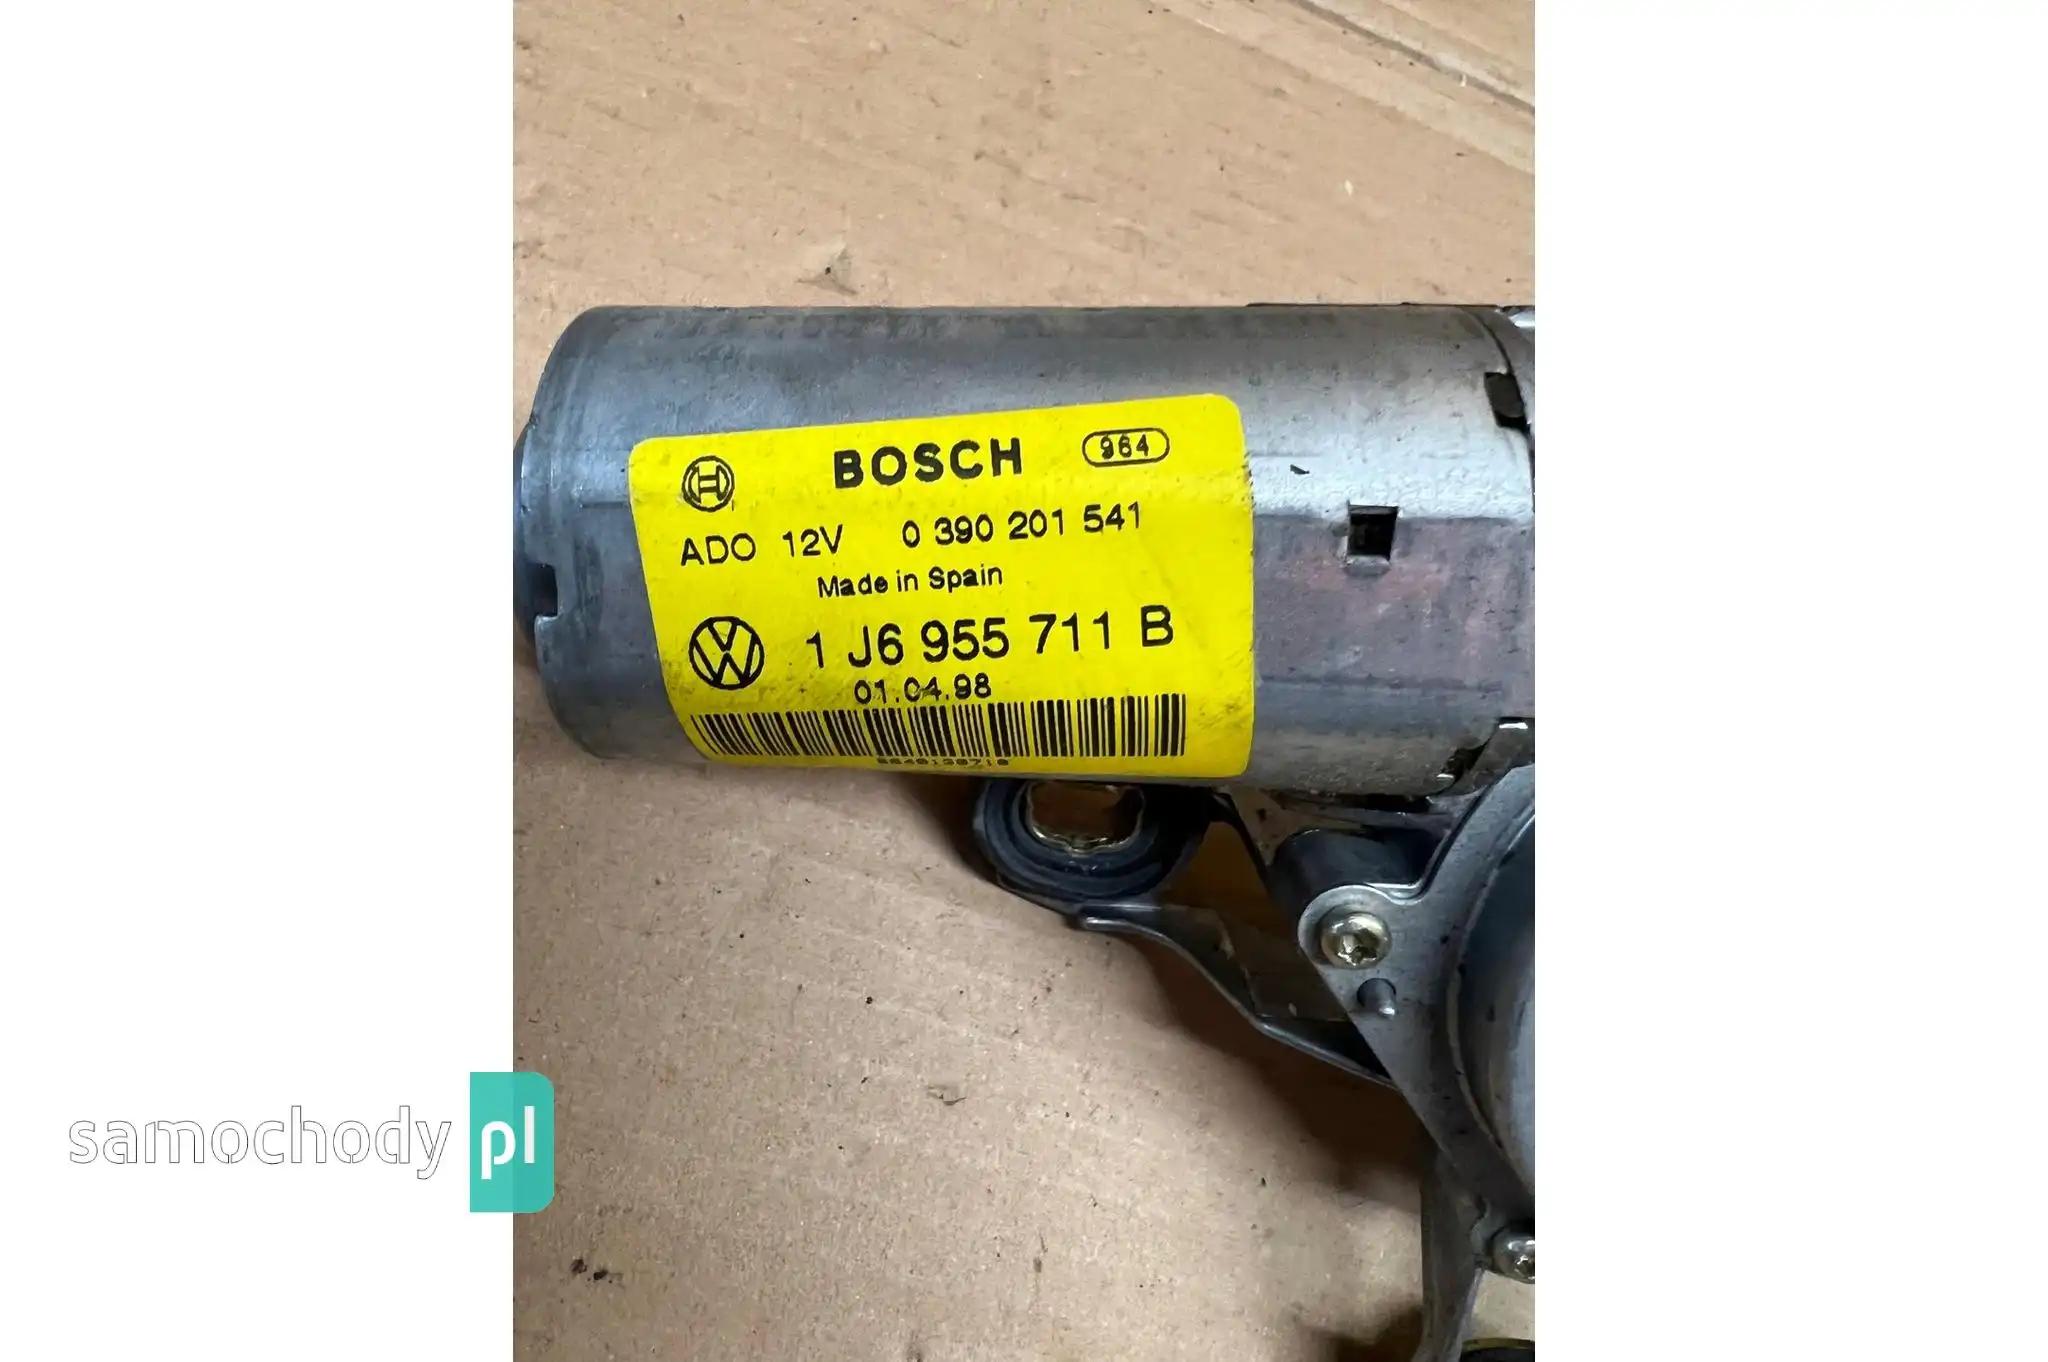 BOSCH 964
ADO 12V 0 390 201 541
Made in Spain
1 J6 955 711 B
01.04.98
samochody pl